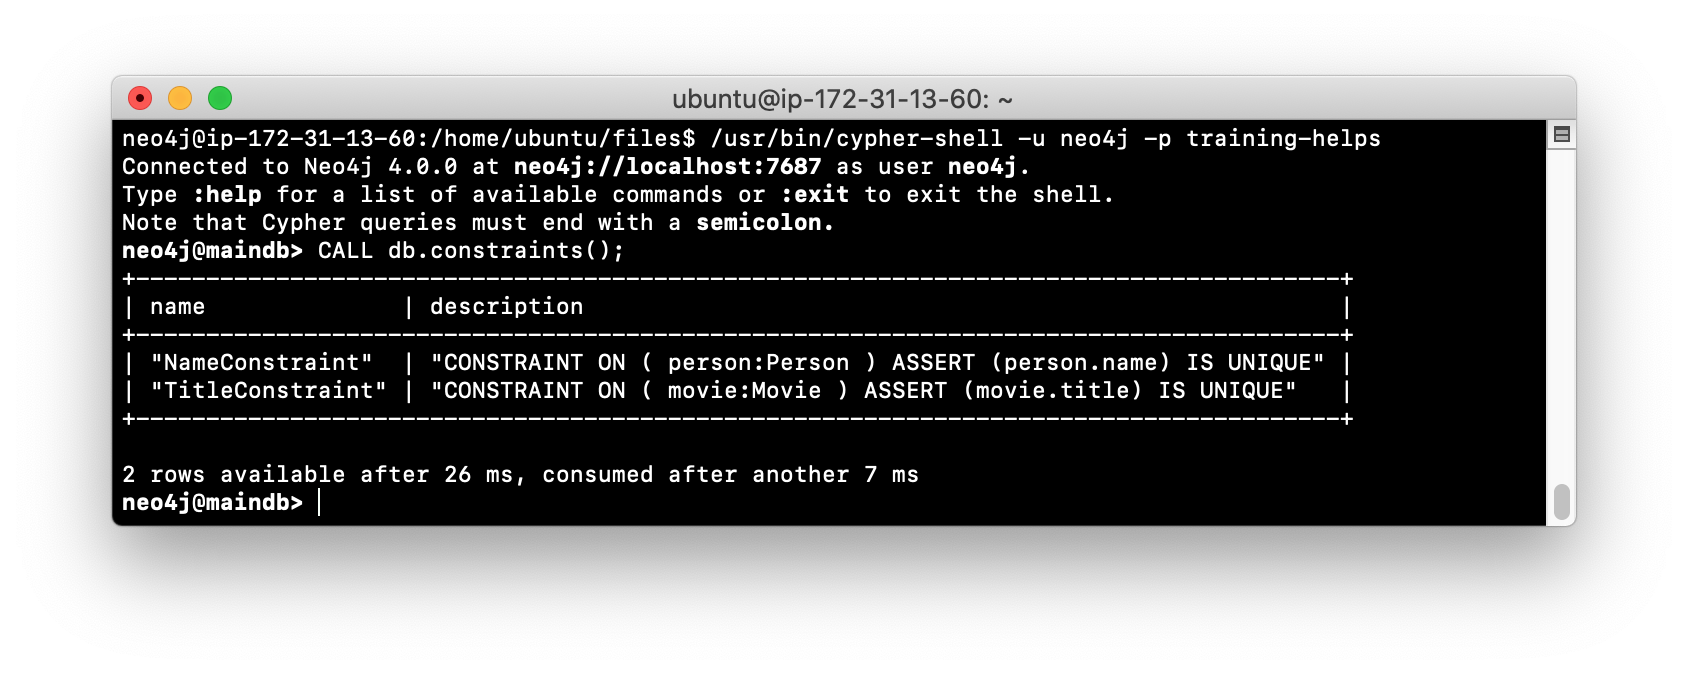 ubuntu@ip-172-31-13-60: ~
neo4j@ip-172-31-13-60:/home/ubuntu/files$ /usr/bin/cypher-shell -u neo4j -p training-helps
Connected to Neo4j 4.0.0 at neo4j://localhost:7687 as user neo4j.
Type :help for a list of available commands or :exit to exit the shell.
Note that Cypher queries must end with a semicolon.
neo4j@maindb> CALL db.constraints();
+--------------------------------------------------------------------------------------+
| name              | description                                                      |
+--------------------------------------------------------------------------------------+
| "NameConstraint"  | "CONSTRAINT ON ( person:Person ) ASSERT (person.name) IS UNIQUE" |
| "TitleConstraint" | "CONSTRAINT ON ( movie:Movie ) ASSERT (movie.title) IS UNIQUE"   |
+--------------------------------------------------------------------------------------+
2 rows available after 26 ms, consumed after another 7 ms
neo4j@maindb>